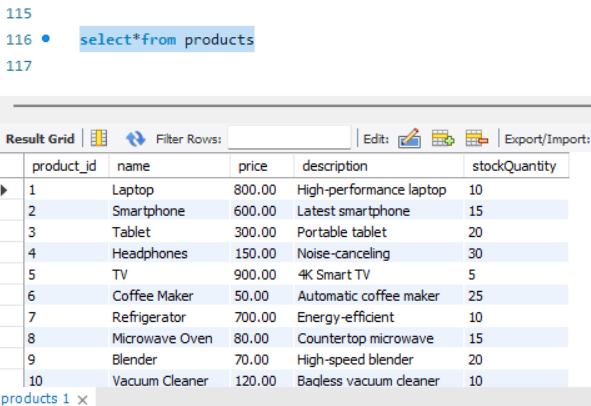 115
116 select*from products
117
Result Grid Filter Rows: Edit: Export/Import:
product_id name price description stockQuantity
1 Laptop 800.00 High-performance laptop 10
2 Smartphone 600.00 Latest smartphone 15
3 Tablet 300.00 Portable tablet 20
4 Headphones 150.00 Noise-canceling 30
5 TV 900.00 4K Smart TV 5
6 Coffee Maker 50.00 Automatic coffee maker 25
7 Refrigerator 700.00 Energy-efficient 10
8 Microwave Oven 80.00 Countertop microwave 15
9 Blender 70.00 High-speed blender 20
10 Vacuum Cleaner 120.00 Bagless vacuum cleaner 10
products 1